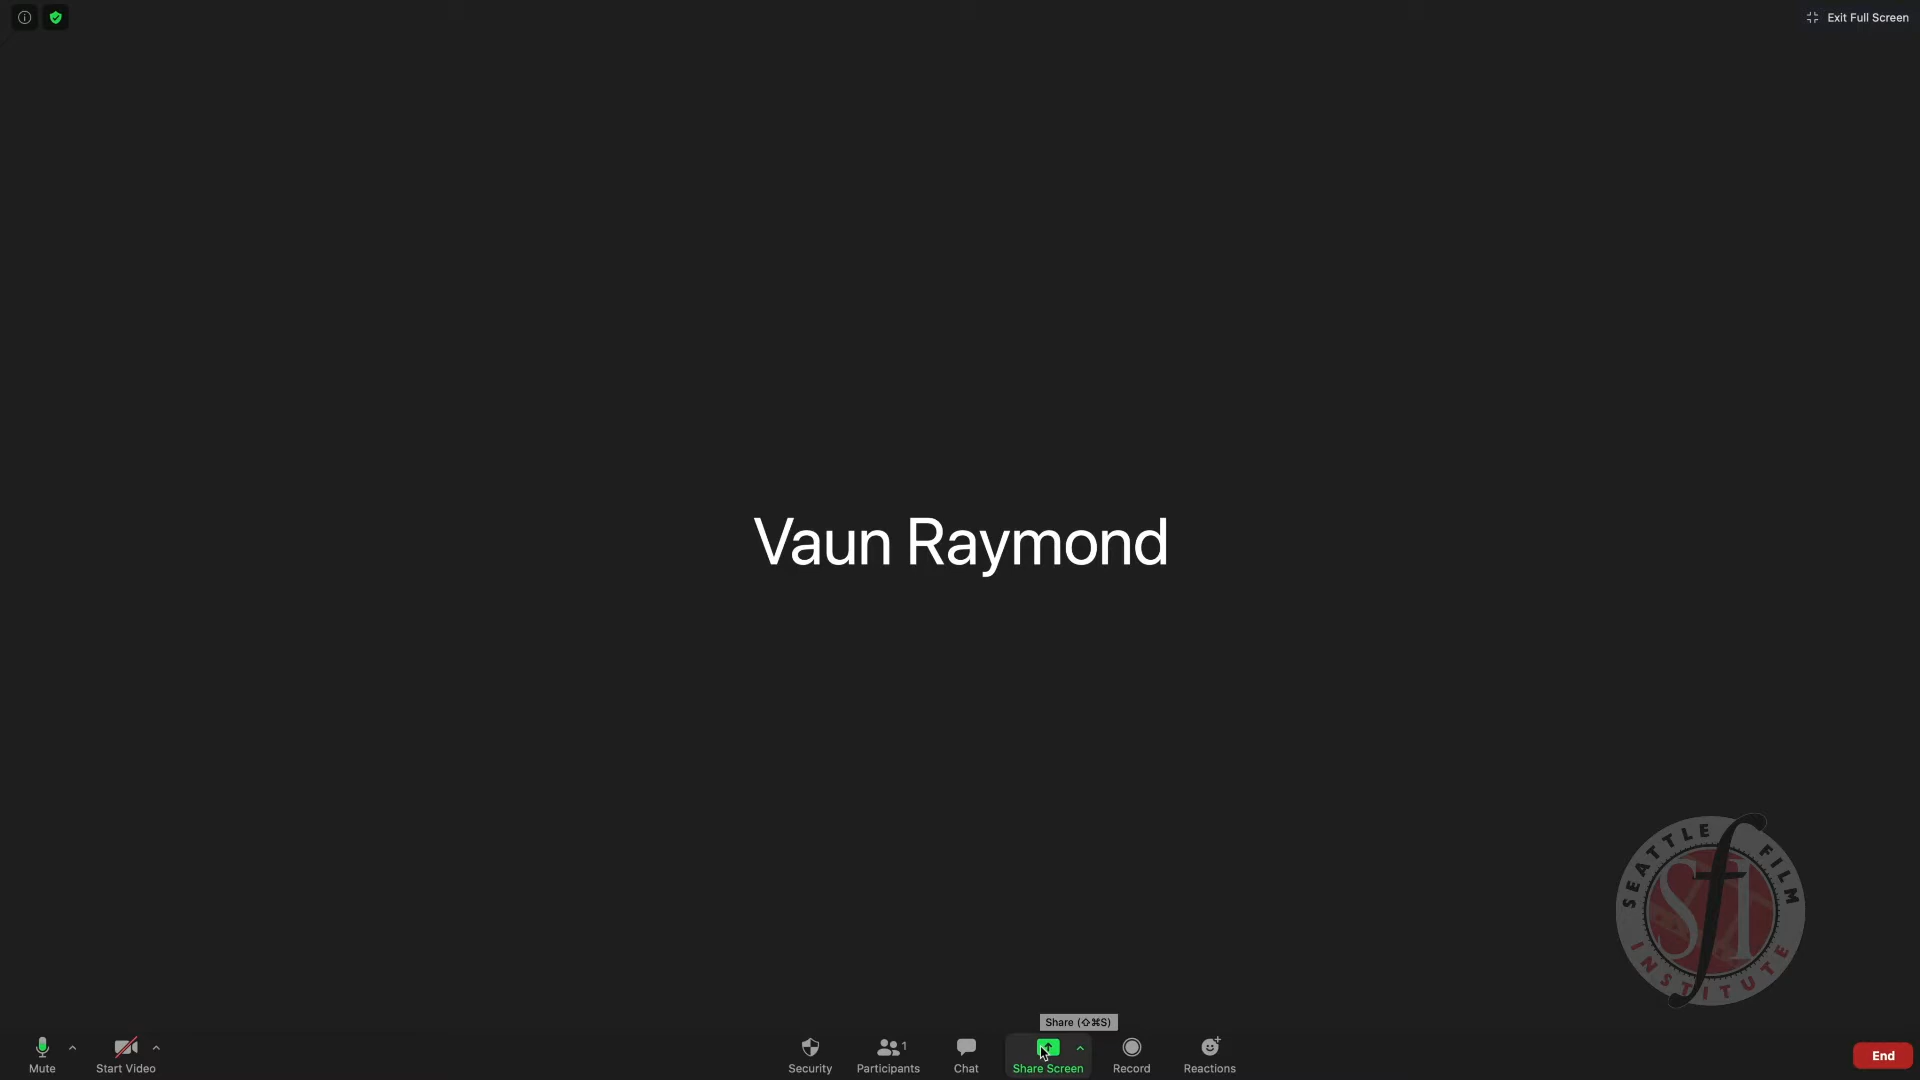 Exit Full Screen
Vaun Raymond
SEATTLE FILM
SfI
INSTITUTE
Share (⇧⌘S)
Mute
Start Video
Security
Participants
1
Chat
Share Screen
Record
Reactions
End